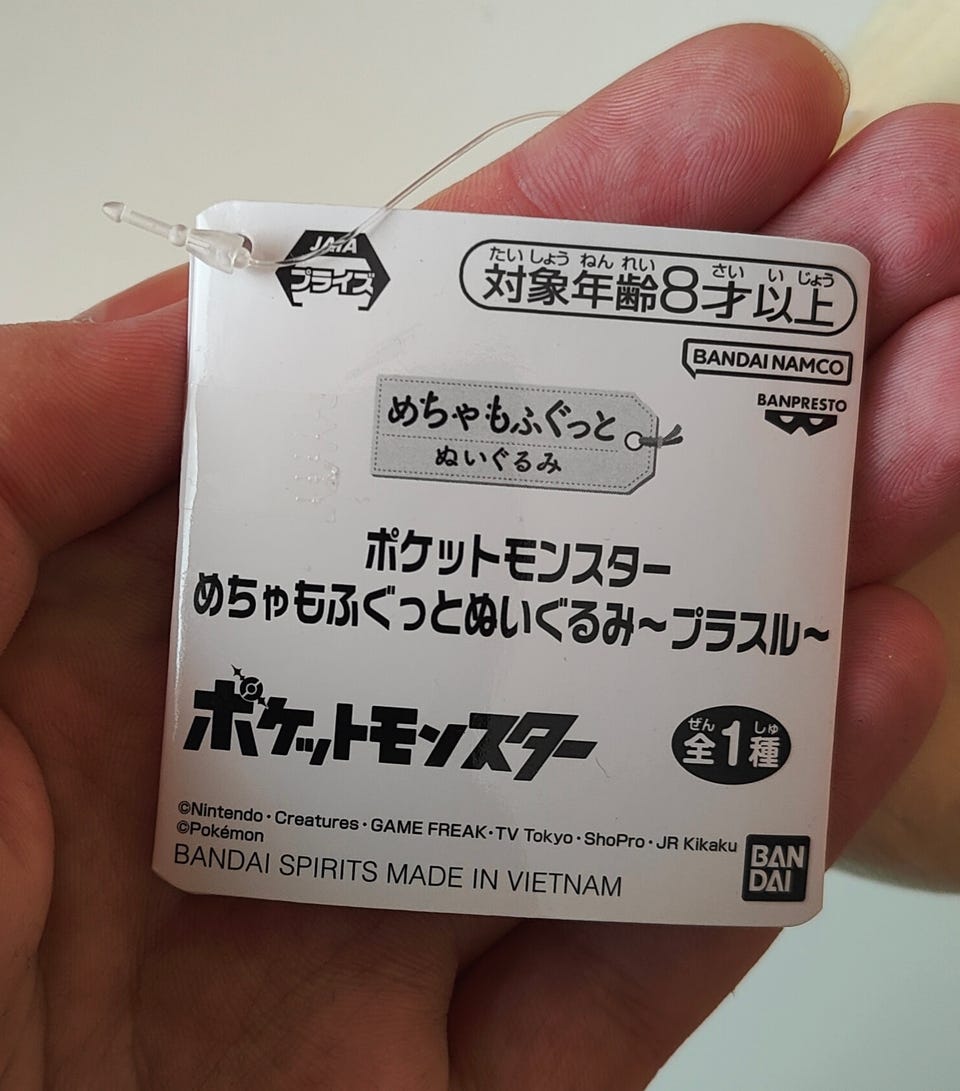 JAIA
プライズ
たいしょうねんれい さい いじょう
対象年齢8才以上
BANDAI NAMCO
BANPRESTO
めちゃもふぐっと
ぬいぐるみ
ポケットモンスター
めちゃもふぐっとぬいぐるみ~プラスル~
ポケットモンスター
ぜん しゅ
全1種
©Nintendo・Creatures・GAME FREAK・TV Tokyo・ShoPro・JR Kikaku
©Pokémon
BANDAI SPIRITS MADE IN VIETNAM
BAN
DAI